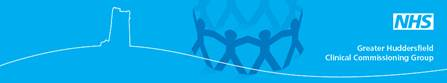 NHS
Greater Huddersfield
Clinical Commissioning Group